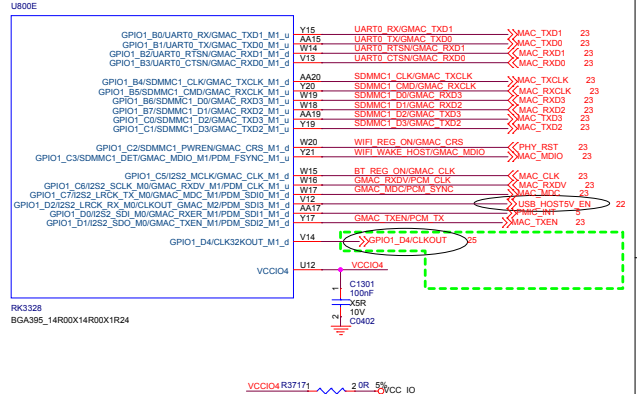 U800E
GPIO1_B0/UART0_RX/GMAC_TXD1_M1_u Y15 UART0_RX/GMAC_TXD1 MAC_TXD1 23
GPIO1_B1/UART0_TX/GMAC_TXD0_M1_u AA15 UART0_TX/GMAC_TXD0 MAC_TXD0 23
GPIO1_B2/UART0_RTSN/GMAC_RXD1_M1_d W14 UART0_RTSN/GMAC_RXD1 MAC_RXD1 23
GPIO1_B3/UART0_CTSN/GMAC_RXD0_M1_d V13 UART0_CTSN/GMAC_RXD0 MAC_RXD0 23
GPIO1_B4/SDMMC1_CLK/GMAC_TXCLK_M1_d AA20 SDMMC1_CLK/GMAC_TXCLK MAC_TXCLK 23
GPIO1_B5/SDMMC1_CMD/GMAC_RXCLK_M1_u Y20 SDMMC1_CMD/GMAC_RXCLK MAC_RXCLK 23
GPIO1_B6/SDMMC1_D0/GMAC_RXD3_M1_u W19 SDMMC1_D0/GMAC_RXD3 MAC_RXD3 23
GPIO1_B7/SDMMC1_D1/GMAC_RXD2_M1_u W18 SDMMC1_D1/GMAC_RXD2 MAC_RXD2 23
GPIO1_C0/SDMMC1_D2/GMAC_TXD3_M1_u AA19 SDMMC1_D2/GMAC_TXD3 MAC_TXD3 23
GPIO1_C1/SDMMC1_D3/GMAC_TXD2_M1_u Y19 SDMMC1_D3/GMAC_TXD2 MAC_TXD2 23
GPIO1_C2/SDMMC1_PWREN/GMAC_CRS_M1_d W20 WIFI_REG_ON/GMAC_CRS PHY_RST 23
GPIO1_C3/SDMMC1_DET/GMAC_MDIO_M1/PDM_FSYNC_M1_u Y21 WIFI_WAKE_HOST/GMAC_MDIO MAC_MDIO 23
GPIO1_C5/I2S2_MCLK/GMAC_CLK_M1_d W15 BT_REG_ON/GMAC_CLK MAC_CLK 23
GPIO1_C6/I2S2_SCLK_M0/GMAC_RXDV_M1/PDM_CLK_M1_u W16 GMAC_RXDV/PCM_CLK MAC_RXDV 23
GPIO1_C7/I2S2_LRCK_TX_M0/GMAC_MDC_M1/PDM_SDI0_M1_d W17 GMAC_MDC/PCM_SYNC MAC_MDC 23
GPIO1_D2/I2S2_LRCK_RX_M0/CLKOUT_GMAC_M2/PDM_SDI3_M1_d V12 USB_HOST5V_EN 22
GPIO1_D0/I2S2_SDI_M0/GMAC_RXER_M1/PDM_SDI1_M1_d AA17 PMIC_INT 5
GPIO1_D1/I2S2_SDO_M0/GMAC_TXEN_M1/PDM_SDI2_M1_d Y17 GMAC_TXEN/PCM_TX MAC_TXEN 23
GPIO1_D4/CLK32KOUT_M1_d V14 GPIO1_D4/CLKOUT 25
VCCIO4 U12 VCCIO4
1 C1301
100nF
X5R
10V
2 C0402
RK3328
BGA395_14R00X14R00X1R24
VCCIO4 R3717 1 2 0R 5% VCC_IO